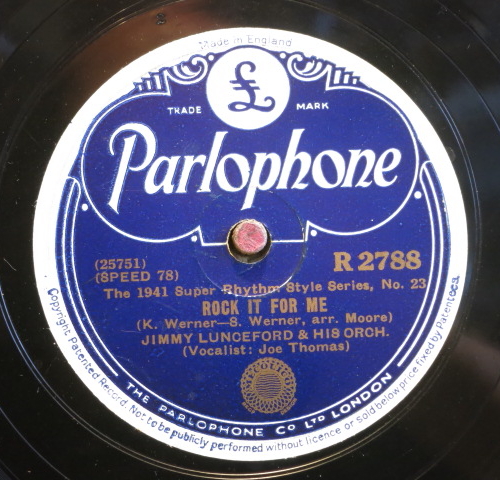 Made in England
£
TRADE MARK
Parlophone
(25751)
(SPEED 78)
R 2788
The 1941 Super Rhythm Style Series, No. 23
ROCK IT FOR ME
(K. Werner—S. Werner, arr. Moore)
JIMMY LUNCEFORD & HIS ORCH.
(Vocalist: Joe Thomas)
THE PARLOPHONE CO LTD LONDON
Copyright Patented Record. Not to be publicly performed without licence or sold below price fixed by Patentees.